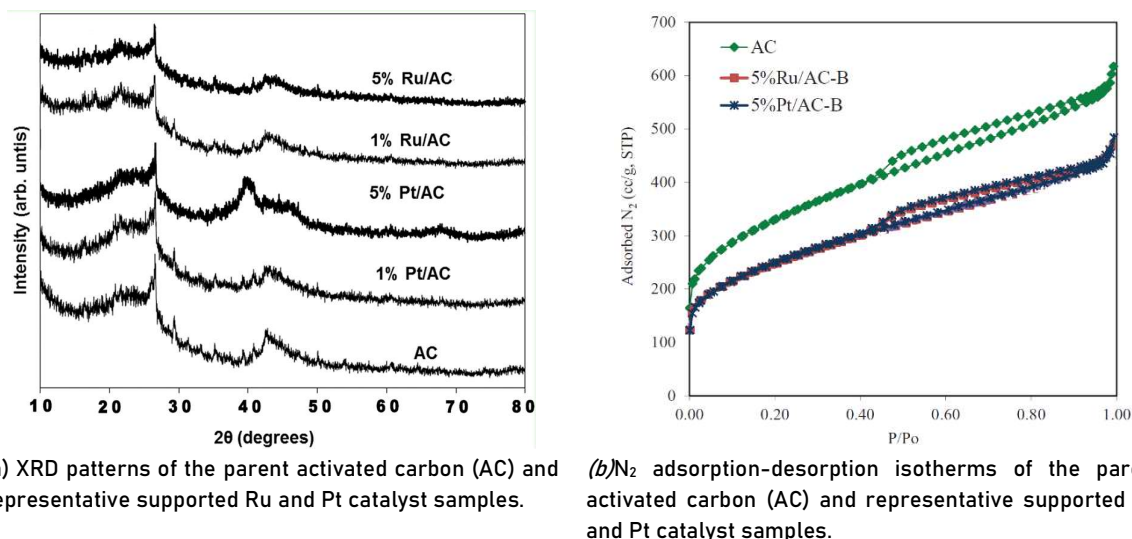 5% Ru/AC
1% Ru/AC
5% Pt/AC
1% Pt/AC
AC
Intensity (arb. untis)
10 20 30 40 50 60 70 80
2θ (degrees)
700
600
500
400
300
200
100
0
Adsorbed N₂ (cc/g, STP)
AC
5%Ru/AC-B
5%Pt/AC-B
0.00 0.20 0.40 0.60 0.80 1.00
P/Po
) XRD patterns of the parent activated carbon (AC) and
epresentative supported Ru and Pt catalyst samples.
(b)N₂ adsorption-desorption isotherms of the pare
activated carbon (AC) and representative supported
and Pt catalyst samples.